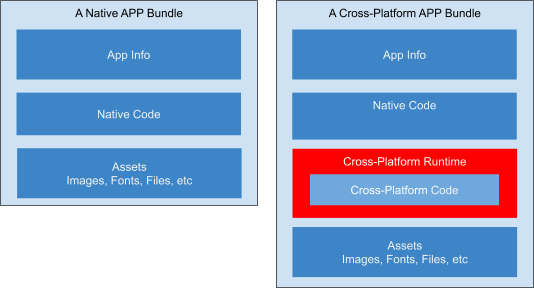 A Native APP Bundle
App Info
Native Code
Assets
Images, Fonts, Files, etc
A Cross-Platform APP Bundle
App Info
Native Code
Cross-Platform Runtime
Cross-Platform Code
Assets
Images, Fonts, Files, etc